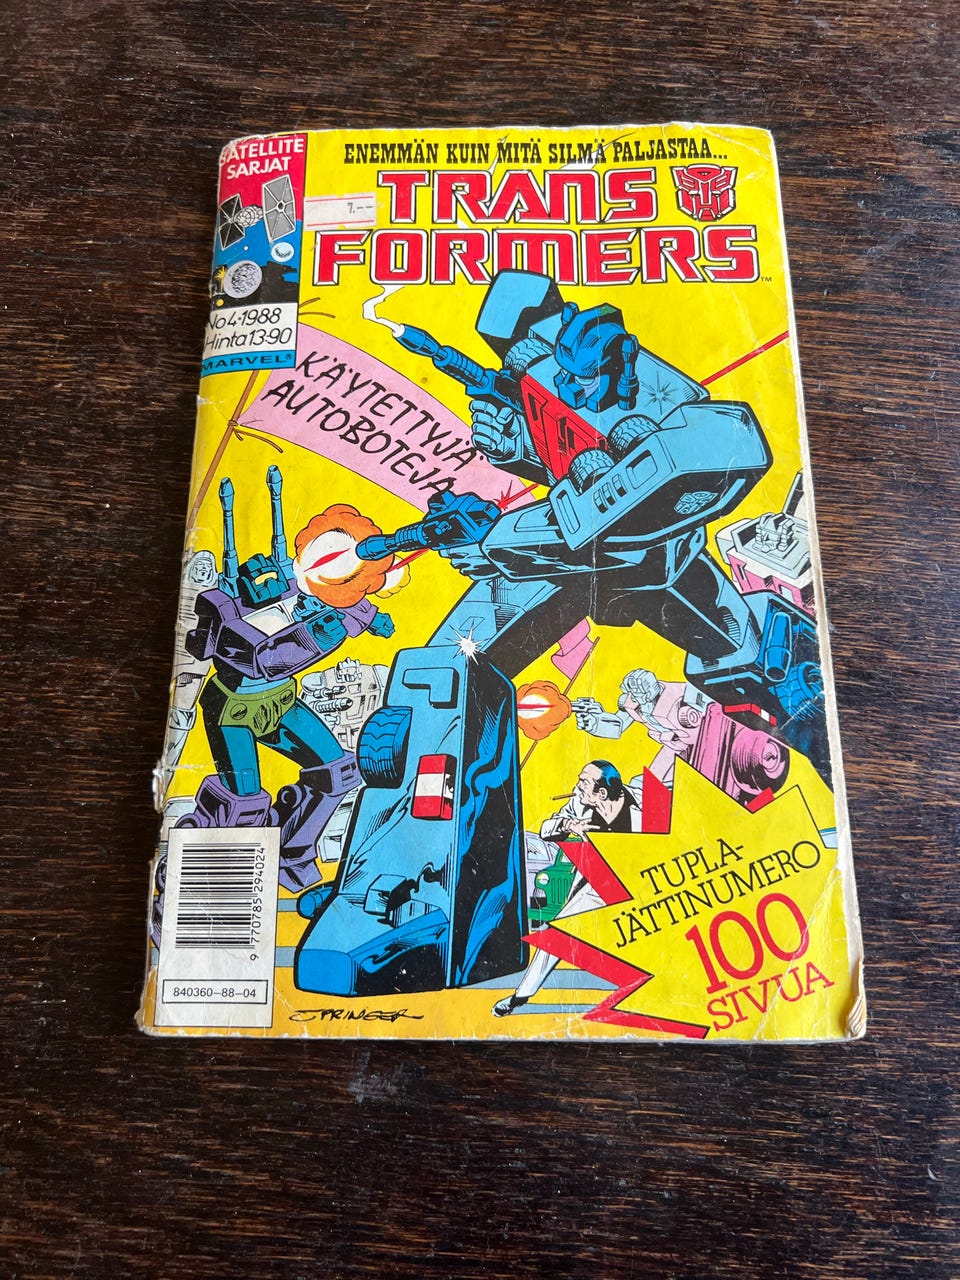 SATELLITE
SARJAT
ENEMMÄN KUIN MITÄ SILMÄ PALJASTAA...
7.--
TRANS
FORMERS
TM
No 4·1988
Hinta 13:90
MARVEL®
KÄYTETTYJÄ
AUTOBOTEJA
TUPLA-
JÄTTINUMERO
100
SIVUA
9 770785 294024
840360-88-04
SPRINGER